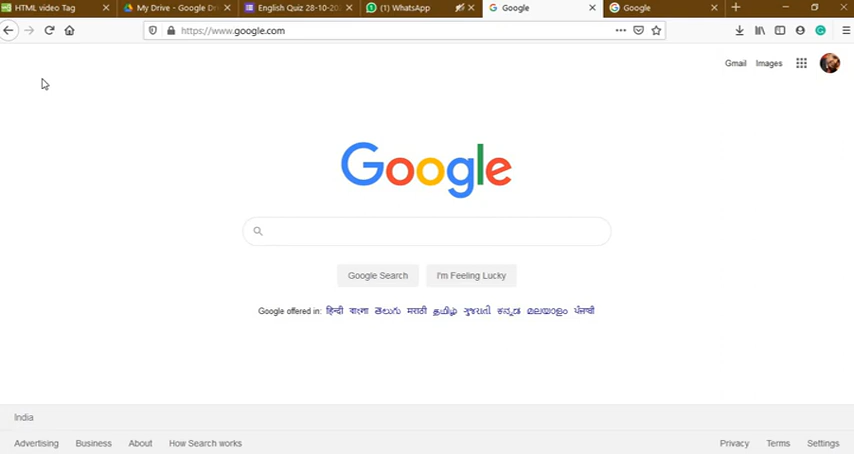 HTML video Tag
My Drive - Google Dri
English Quiz 28-10-202
(1) WhatsApp
Google
Google
https://www.google.com
Gmail Images
Google
Google Search I'm Feeling Lucky
Google offered in: हिन्दी বাংলা తెలుగు मराठी தமிழ் ગુજરાતી ಕನ್ನಡ മലയാളം ਪੰਜਾਬੀ
India
Advertising Business About How Search works Privacy Terms Settings